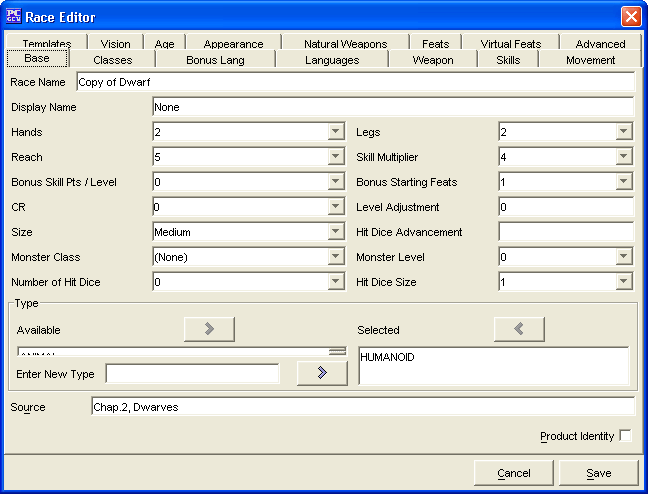 PC GEN Race Editor
Templates Vision Age Appearance Natural Weapons Feats Virtual Feats Advanced
Base Classes Bonus Lang Languages Weapon Skills Movement
Race Name Copy of Dwarf
Display Name None
Hands 2 Legs 2
Reach 5 Skill Multiplier 4
Bonus Skill Pts / Level 0 Bonus Starting Feats 1
CR 0 Level Adjustment 0
Size Medium Hit Dice Advancement
Monster Class (None) Monster Level 0
Number of Hit Dice 0 Hit Dice Size 1
Type
Available Selected
ANIMAL HUMANOID
Enter New Type
Source Chap.2, Dwarves
Product Identity
Cancel Save